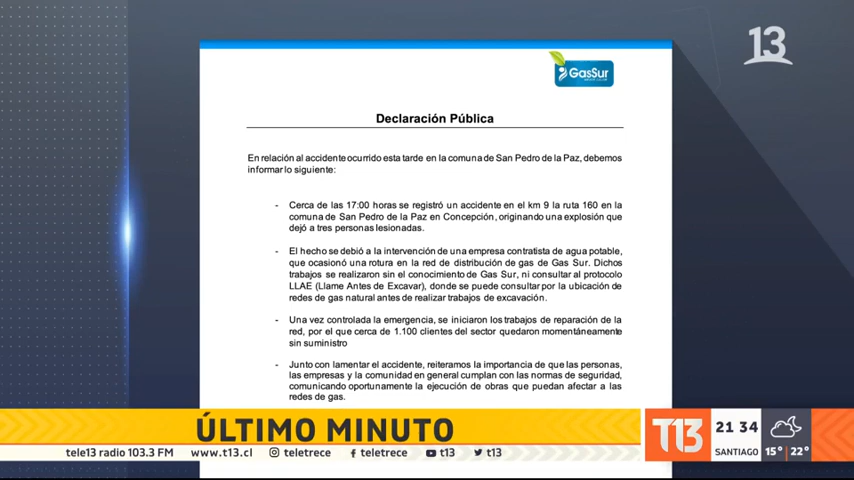 13
GasSur
Declaración Pública
En relación al accidente ocurrido esta tarde en la comuna de San Pedro de la Paz, debemos
informar lo siguiente:
- Cerca de las 17:00 horas se registró un accidente en el km 9 la ruta 160 en la
comuna de San Pedro de la Paz en Concepción, originando una explosión que
dejó a tres personas lesionadas.
- El hecho se debió a la intervención de una empresa contratista de agua potable,
que ocasionó una rotura en la red de distribución de gas de Gas Sur. Dichos
trabajos se realizaron sin el conocimiento de Gas Sur, ni consultar al protocolo
LLAE (Llame Antes de Excavar), donde se puede consultar por la ubicación de
redes de gas natural antes de realizar trabajos de excavación.
- Una vez controlada la emergencia, se iniciaron los trabajos de reparación de la
red, por el que cerca de 1.100 clientes del sector quedaron momentáneamente
sin suministro
- Junto con lamentar el accidente, reiteramos la importancia de que las personas,
las empresas y la comunidad en general cumplan con las normas de seguridad,
comunicando oportunamente la ejecución de obras que puedan afectar a las
redes de gas.
ÚLTIMO MINUTO
tele13 radio 103.3 FM www.t13.cl teletrece teletrece t13 t13
T13
21 34
SANTIAGO
15° 22°